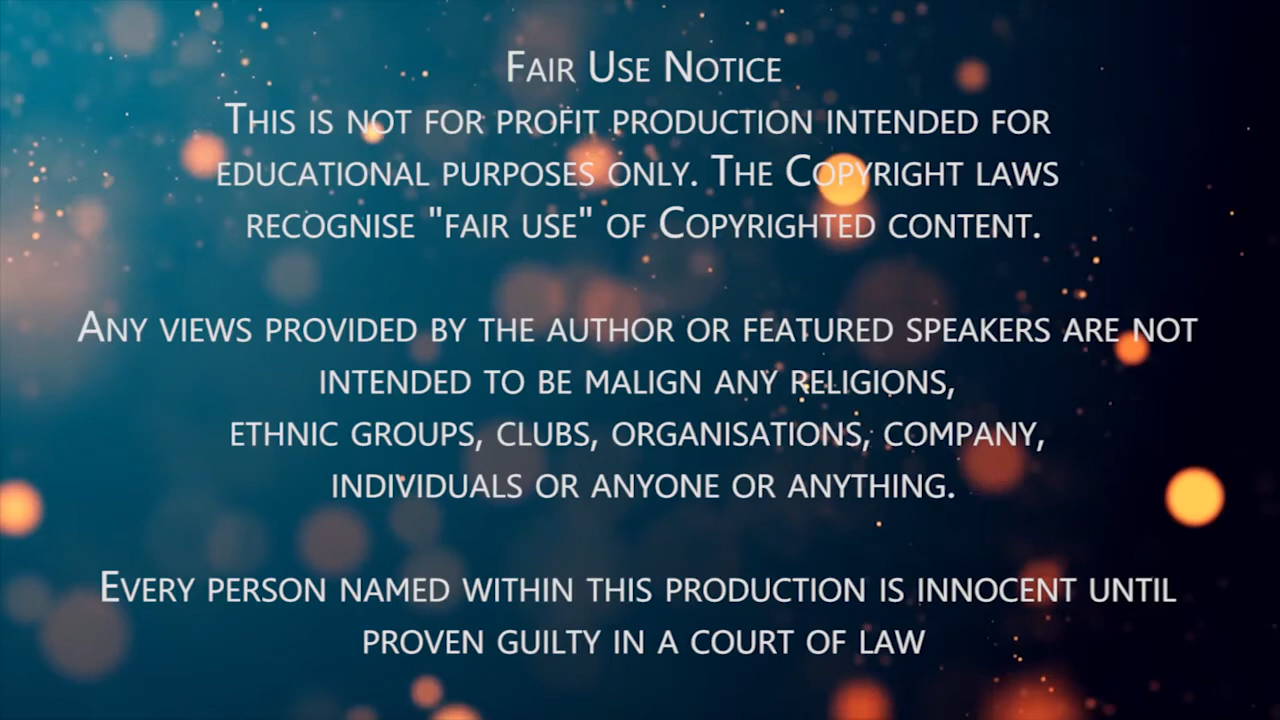 Fair Use Notice
This is not for profit production intended for
educational purposes only. The Copyright laws
recognise "fair use" of Copyrighted content.
Any views provided by the author or featured speakers are not
intended to be malign any religions,
ethnic groups, clubs, organisations, company,
individuals or anyone or anything.
Every person named within this production is innocent until
proven guilty in a court of law